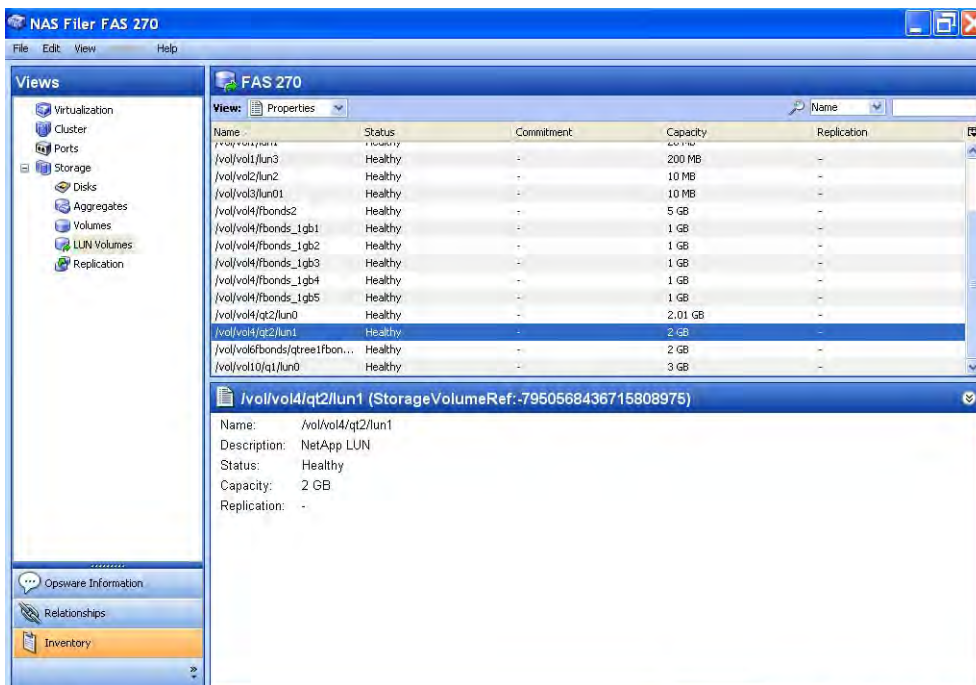 NAS Filer FAS 270
File Edit View Help
Views
Virtualization
Cluster
Ports
Storage
Disks
Aggregates
Volumes
LUN Volumes
Replication
Opsware Information
Relationships
Inventory
FAS 270
View: Properties Name
Name Status Commitment Capacity Replication
/vol/vol1/lun1 Healthy - 20 MB -
/vol/vol1/lun3 Healthy - 200 MB -
/vol/vol2/lun2 Healthy - 10 MB -
/vol/vol3/lun01 Healthy - 10 MB -
/vol/vol4/fbonds2 Healthy - 5 GB -
/vol/vol4/fbonds_1gb1 Healthy - 1 GB -
/vol/vol4/fbonds_1gb2 Healthy - 1 GB -
/vol/vol4/fbonds_1gb3 Healthy - 1 GB -
/vol/vol4/fbonds_1gb4 Healthy - 1 GB -
/vol/vol4/fbonds_1gb5 Healthy - 1 GB -
/vol/vol4/qt2/lun0 Healthy - 2.01 GB -
/vol/vol4/qt2/lun1 Healthy - 2 GB -
/vol/vol6fbonds/qtree1fbon... Healthy - 2 GB -
/vol/vol10/q1/lun0 Healthy - 3 GB -
/vol/vol4/qt2/lun1 (StorageVolumeRef:-7950568436715808975)
Name: /vol/vol4/qt2/lun1
Description: NetApp LUN
Status: Healthy
Capacity: 2 GB
Replication: -